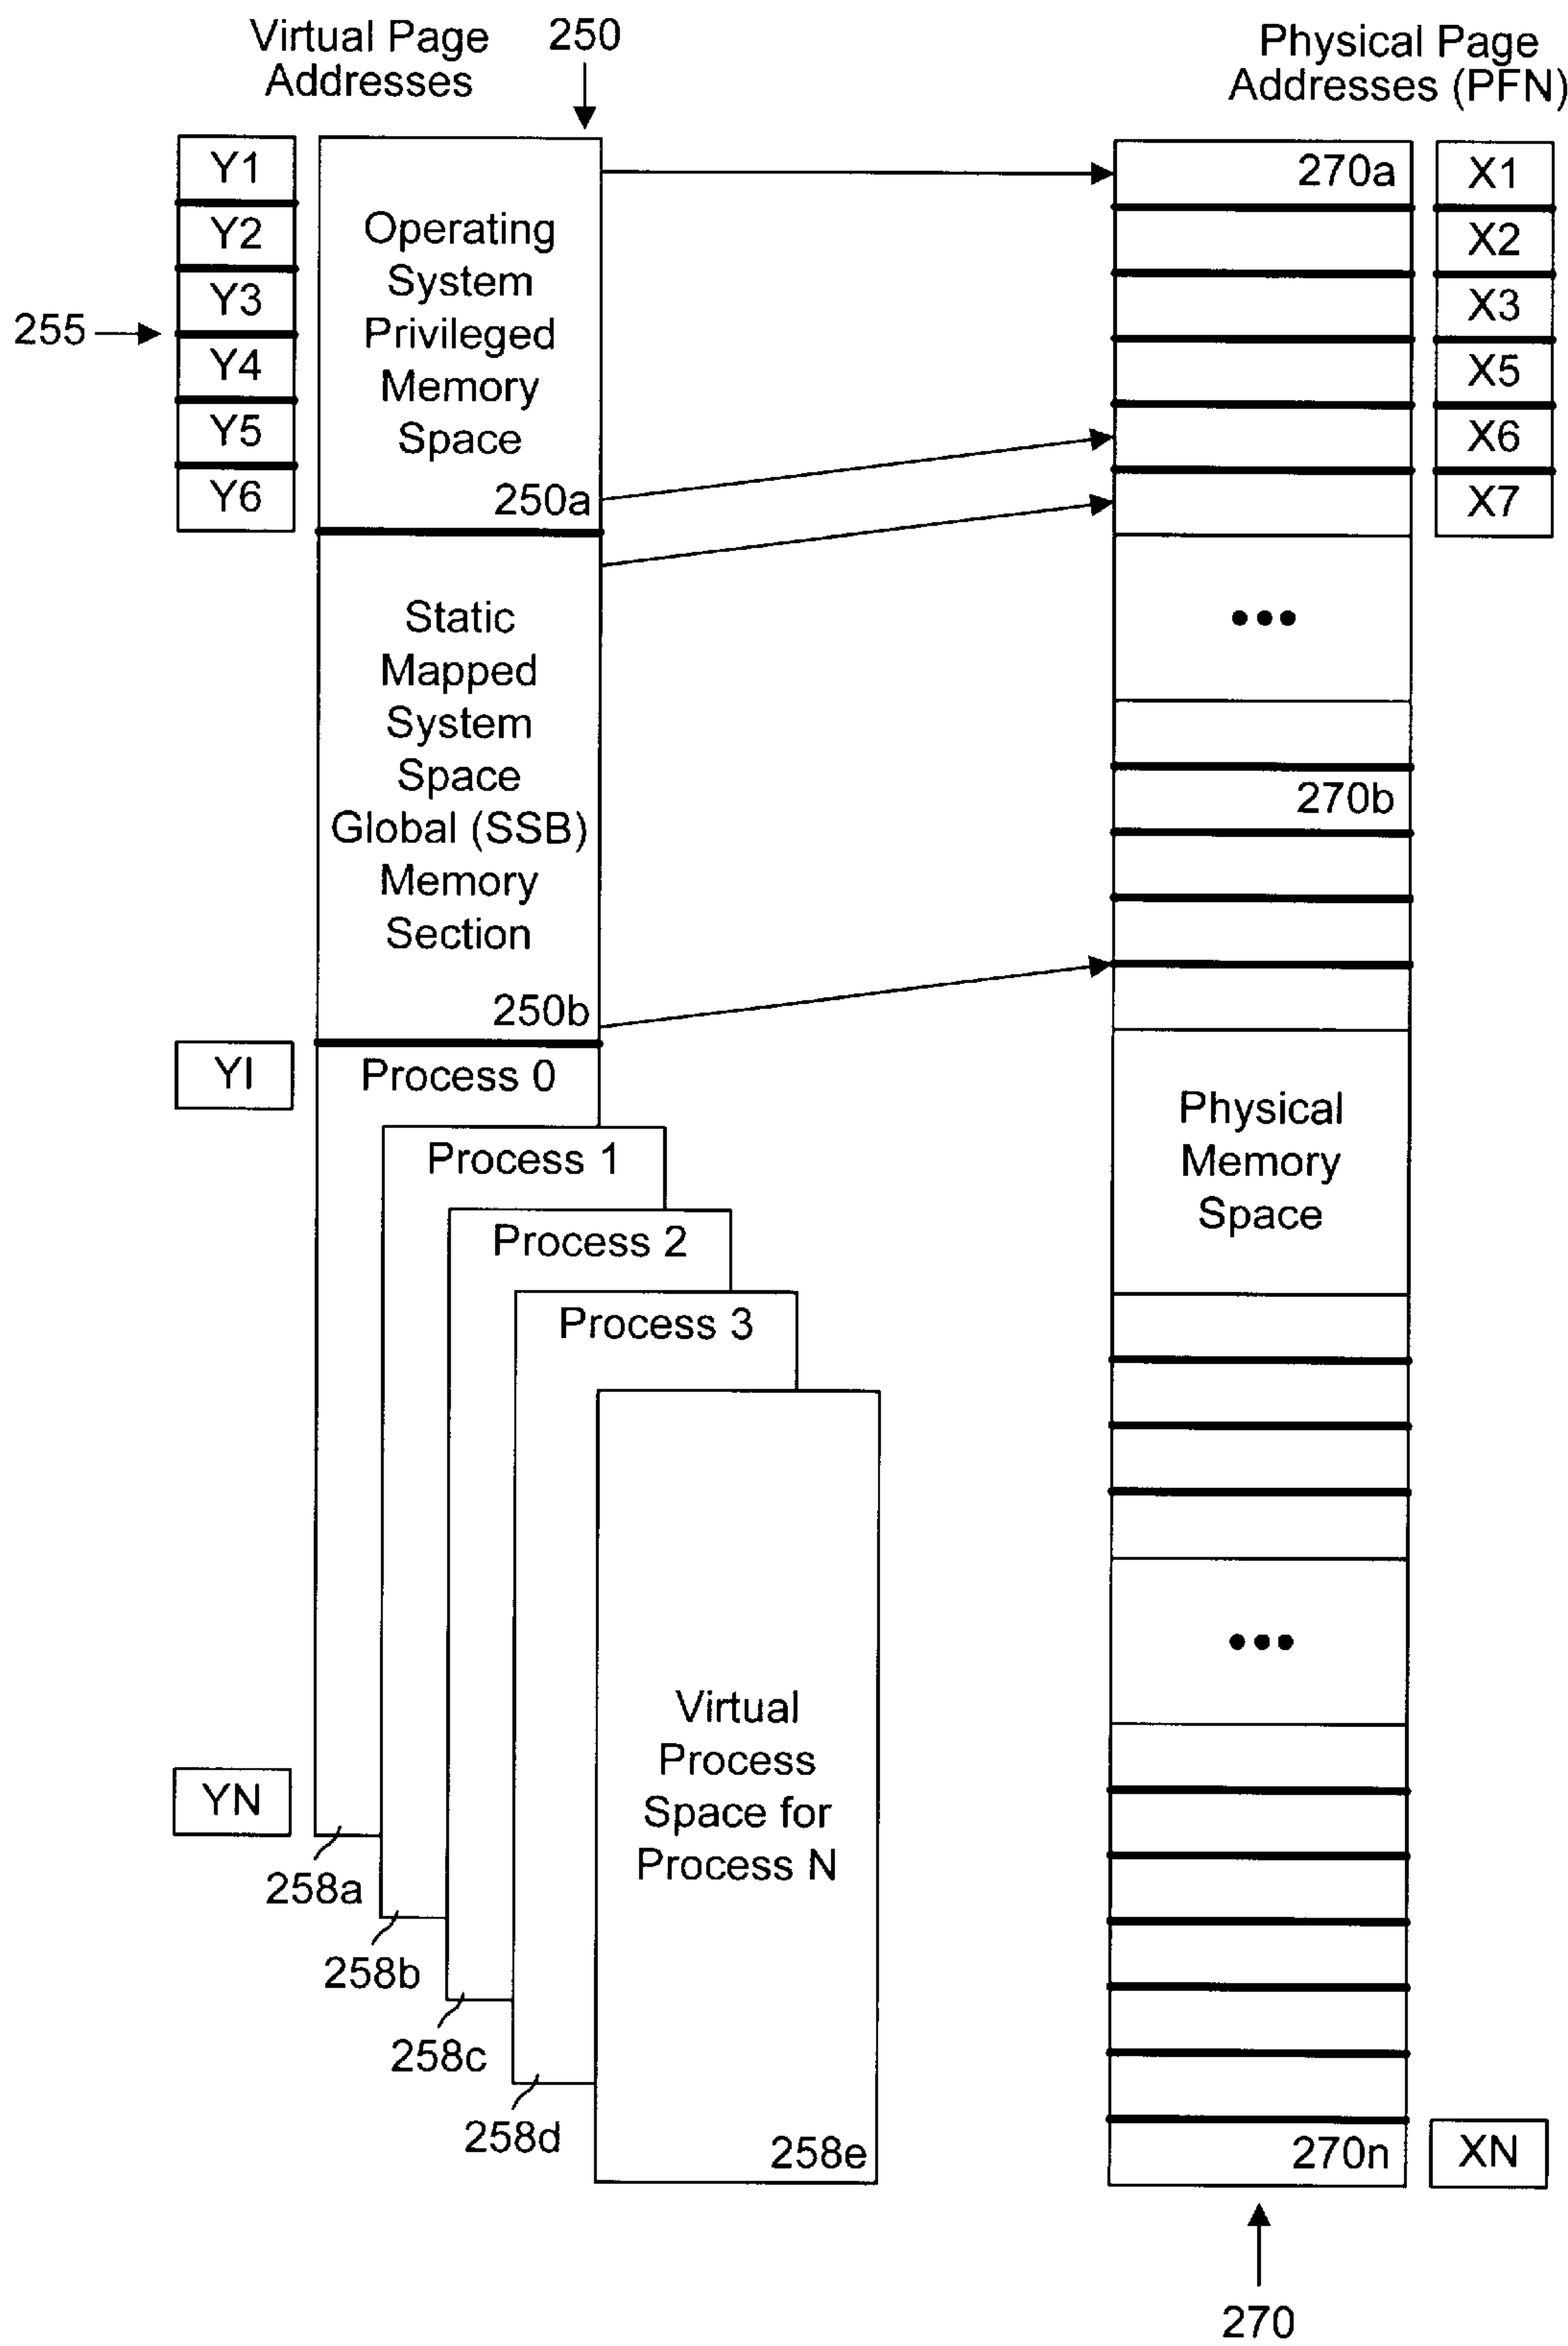 Virtual Page
Addresses
250
Physical Page
Addresses (PFN)
Y1
Y2
Y3
Y4
Y5
Y6
255
Operating
System
Privileged
Memory
Space
250a
Static
Mapped
System
Space
Global (SSB)
Memory
Section
250b
YI
Process 0
Process 1
Process 2
Process 3
Virtual
Process
Space for
Process N
YN
258a
258b
258c
258d
258e
270a
X1
X2
X3
X5
X6
X7
•••
270b
Physical
Memory
Space
•••
270n
XN
270